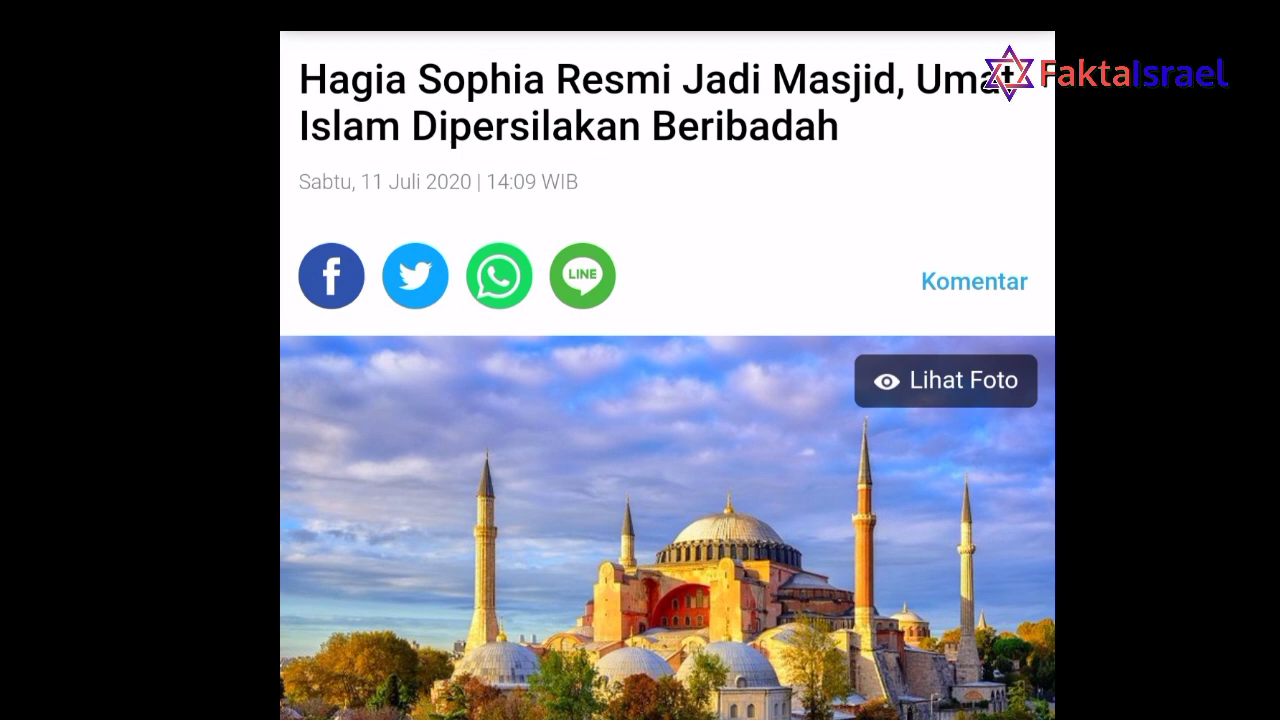 Hagia Sophia Resmi Jadi Masjid, Umat
FaktaIsrael
Islam Dipersilakan Beribadah
Sabtu, 11 Juli 2020 | 14:09 WIB
LINE
Komentar
Lihat Foto